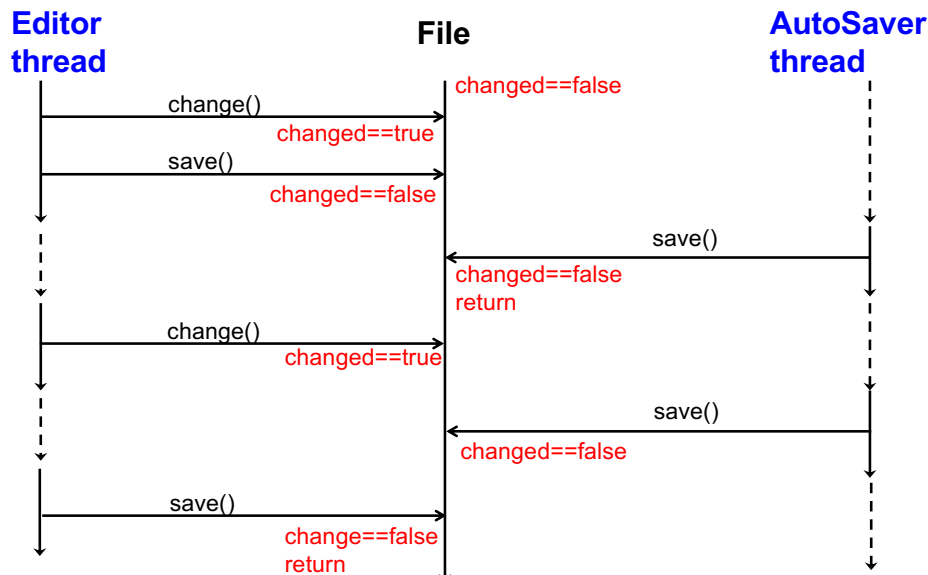 Editor
thread
File
AutoSaver
thread
changed==false
change()
changed==true
save()
changed==false
save()
changed==false
return
change()
changed==true
save()
changed==false
save()
change==false
return